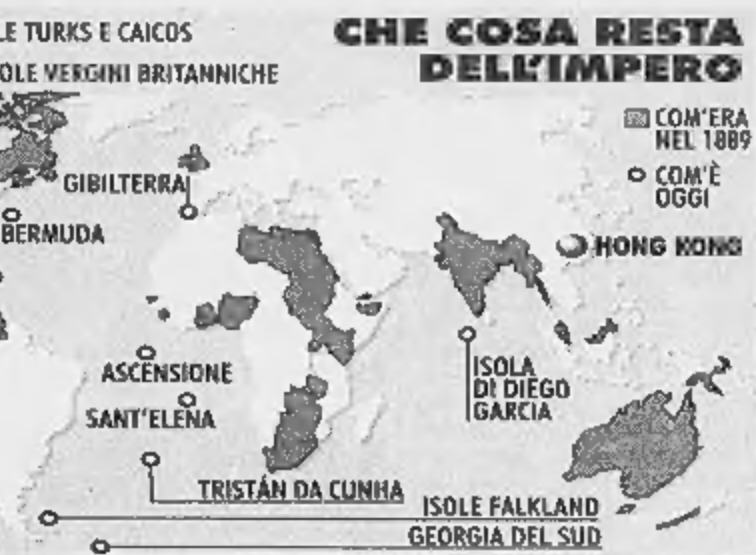 LE TURKS E CAICOS
OLE VERGINI BRITANNICHE
CHE COSA RESTA
DELL'IMPERO
COM'ERA
NEL 1889
COM'È
OGGI
GIBILTERRA
BERMUDA
HONG KONG
ASCENSIONE
SANT'ELENA
ISOLA
DI DIEGO
GARCIA
TRISTÁN DA CUNHA
ISOLE FALKLAND
GEORGIA DEL SUD